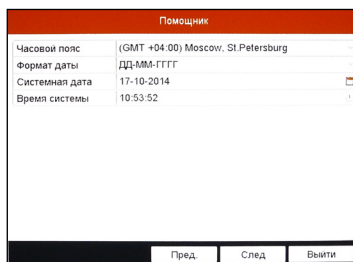 Помощник
Часовой пояс (GMT +04:00) Moscow, St.Petersburg
Формат даты ДД-ММ-ГГГГ
Системная дата 17-10-2014
Время системы 10:53:52
Пред. След Выйти